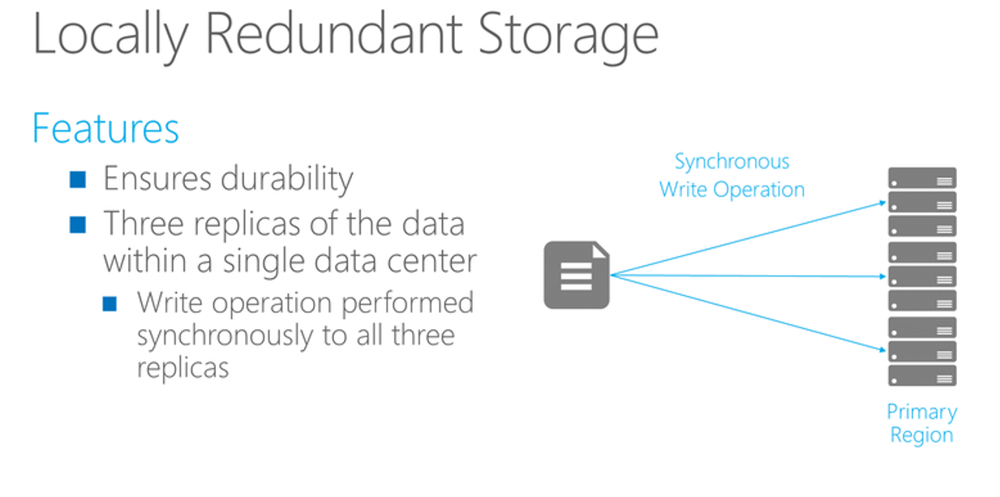 Locally Redundant Storage
Features
Ensures durability
Three replicas of the data
within a single data center
Write operation performed
synchronously to all three
replicas
Synchronous
Write Operation
Primary
Region